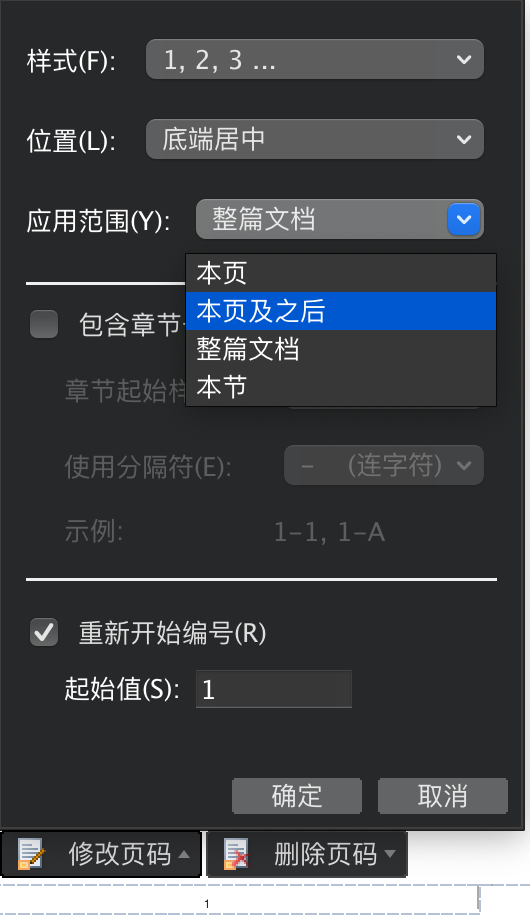 样式(F): 1, 2, 3 ...
位置(L): 底端居中
应用范围(Y): 整篇文档
本页
本页及之后
包含章节
整篇文档
本节
章节起始样
使用分隔符(E): - (连字符)
示例: 1-1, 1-A
重新开始编号(R)
起始值(S): 1
确定 取消
修改页码 删除页码
1